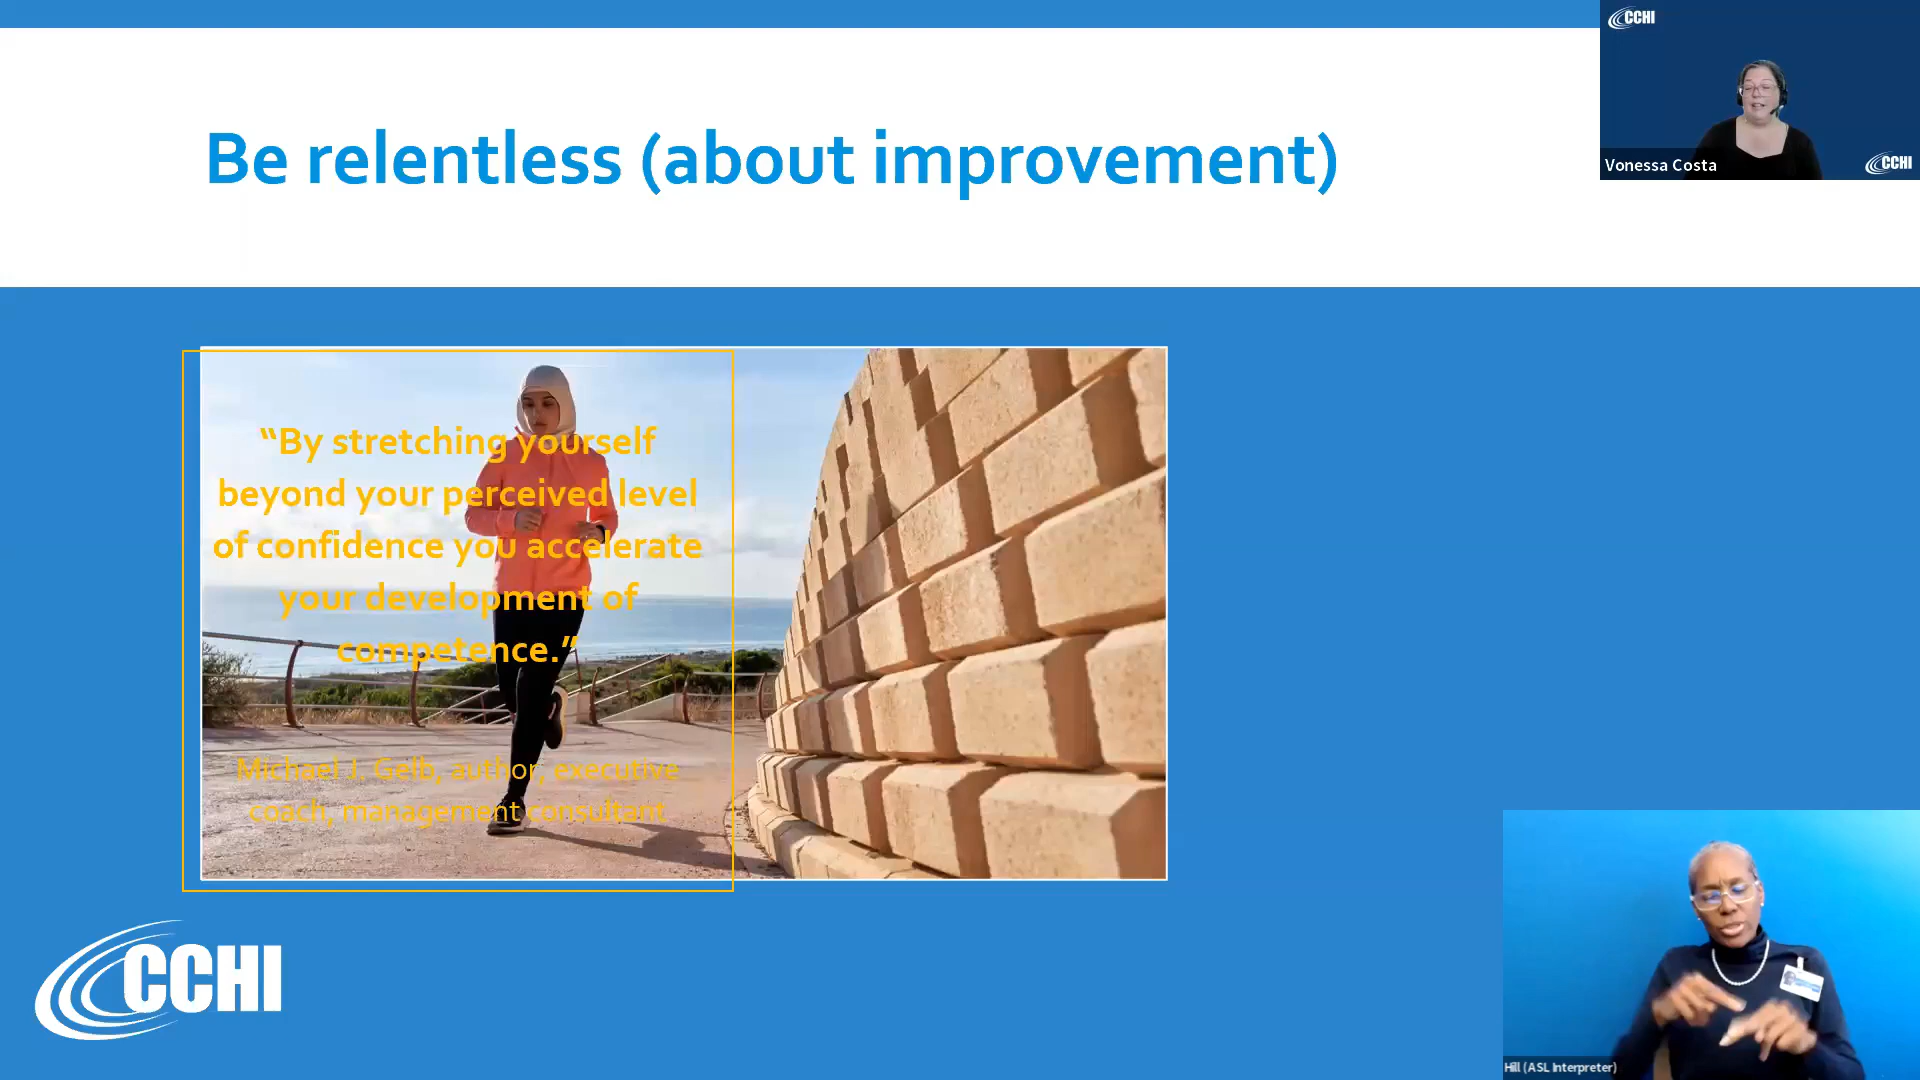 CCHI
Vonessa Costa
CCHI
Be relentless (about improvement)
“By stretching yourself
beyond your perceived level
of confidence you accelerate
your development of
competence.”
Michael J. Gelb, author, executive
coach, management consultant
CCHI
Hill (ASL Interpreter)